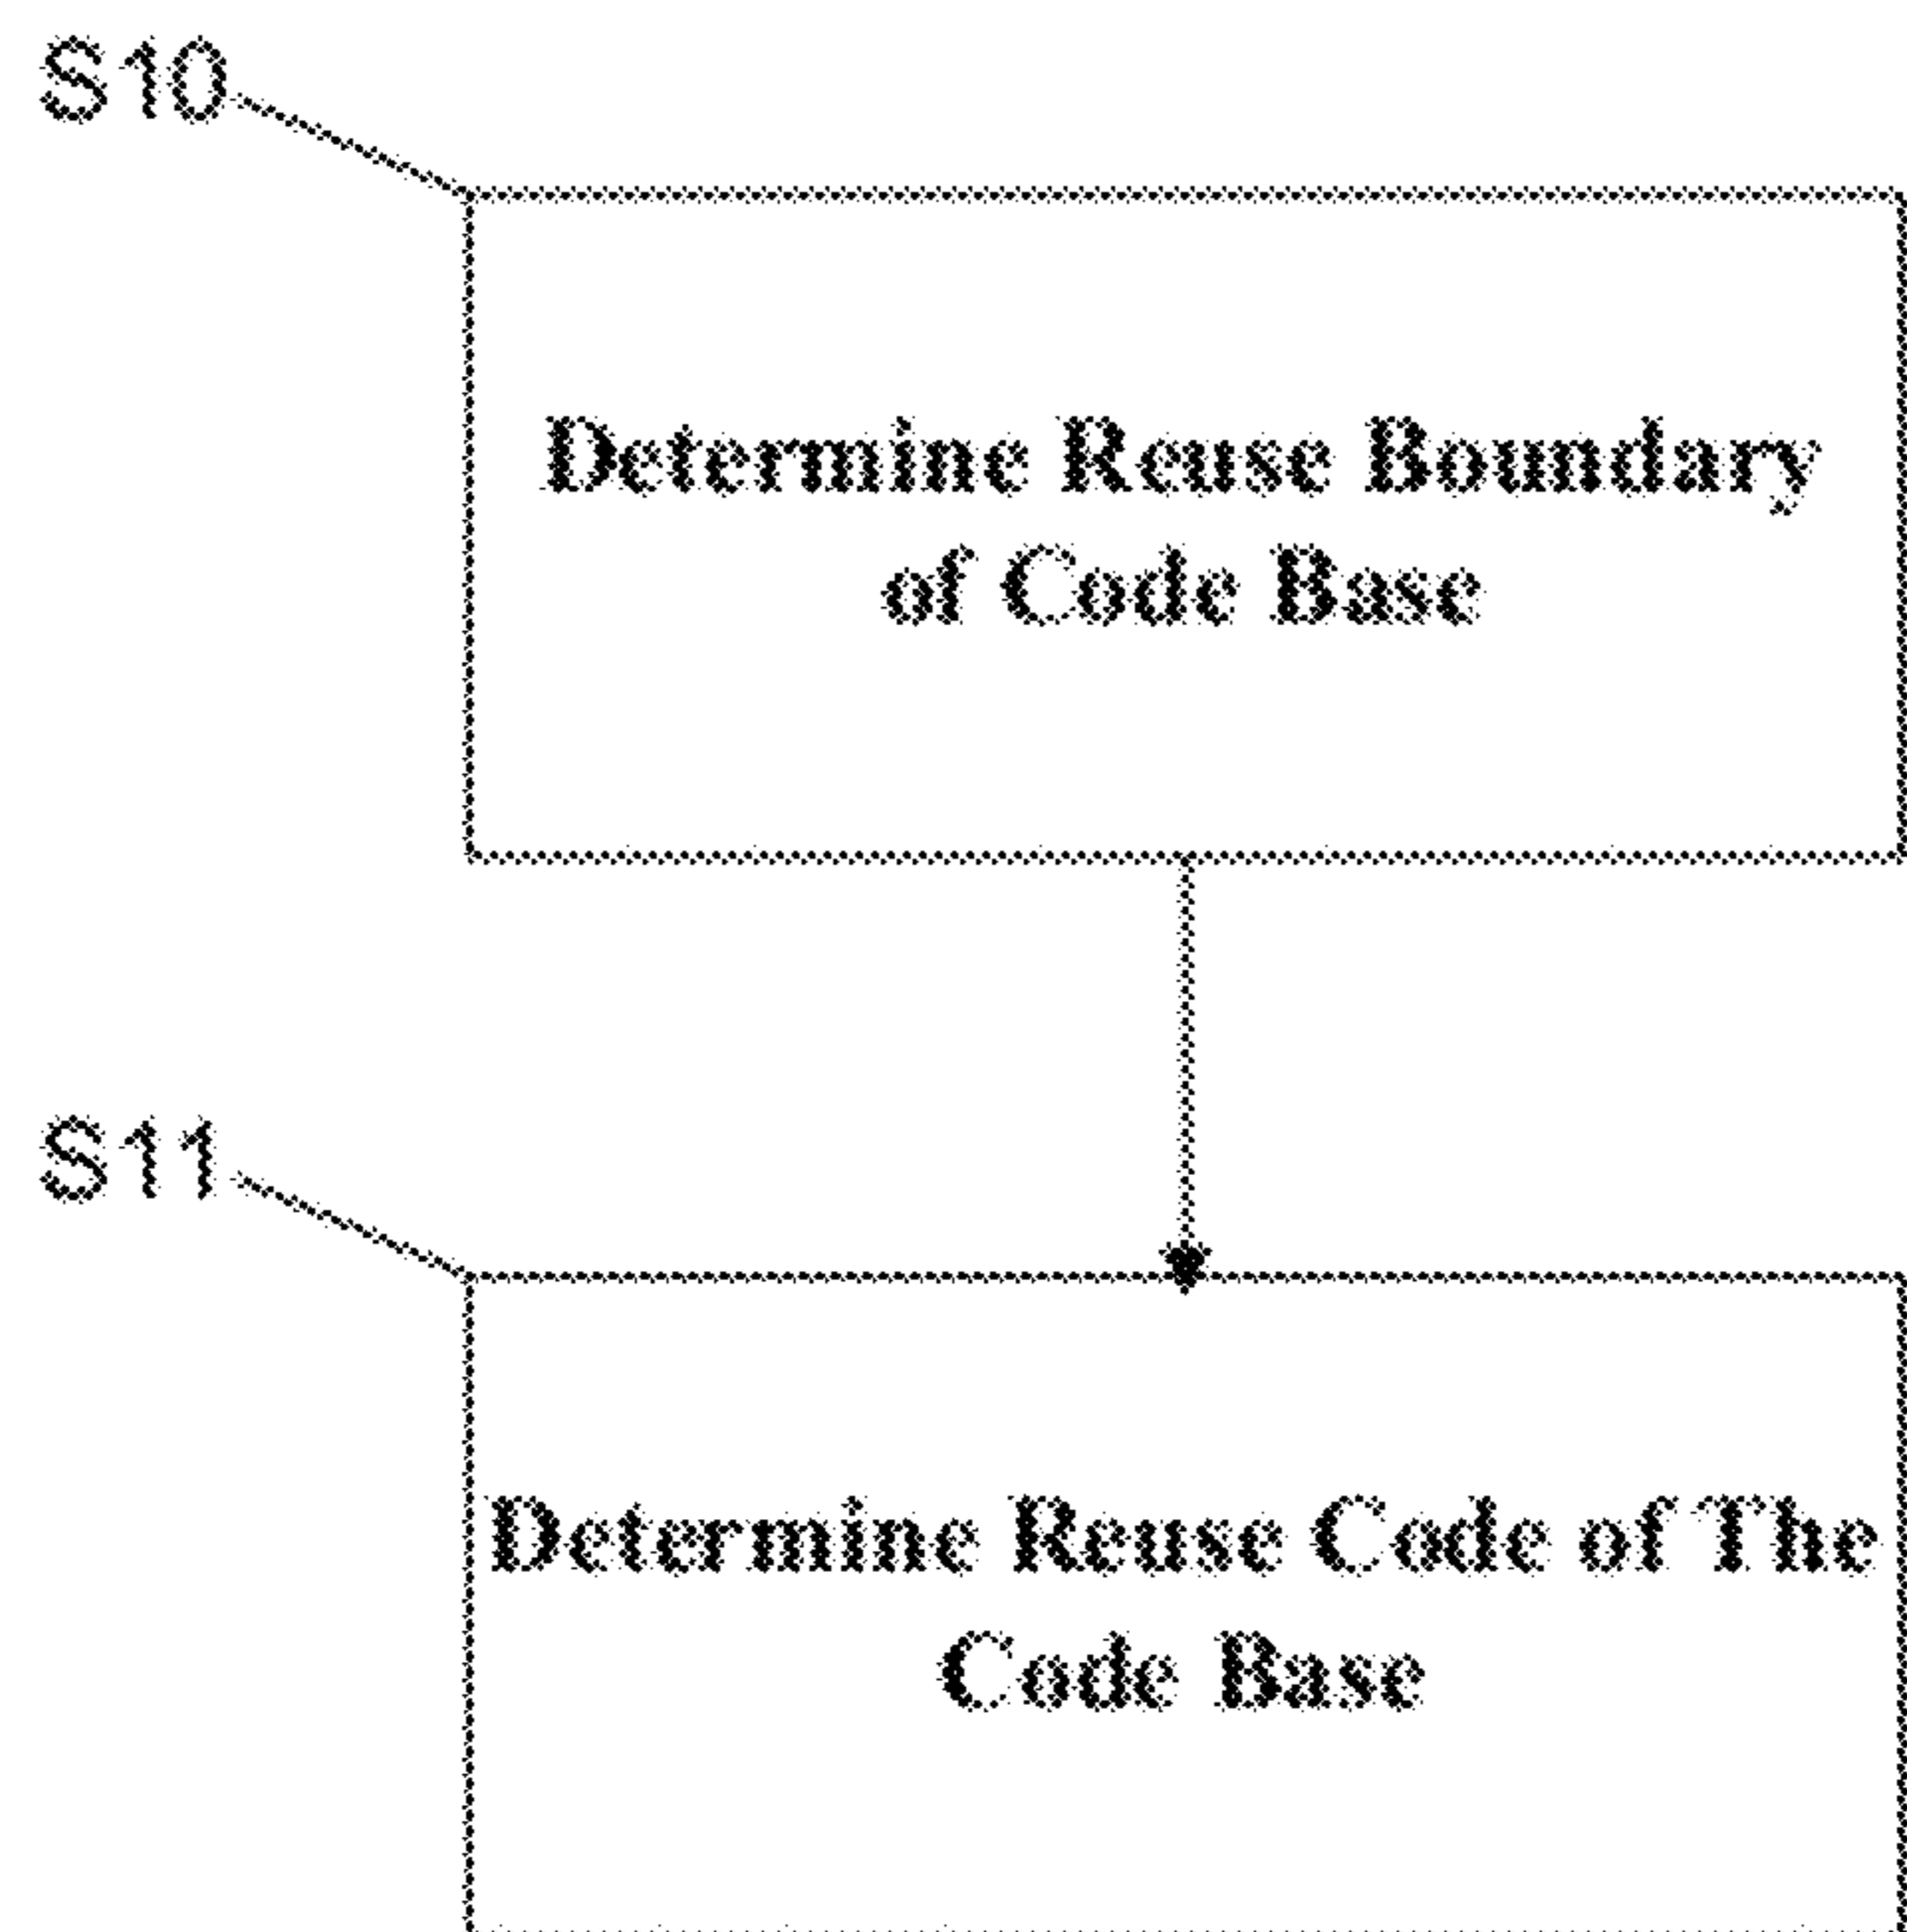 S10
Determine Reuse Boundary
of Code Base
S11
Determine Reuse Code of The
Code Base